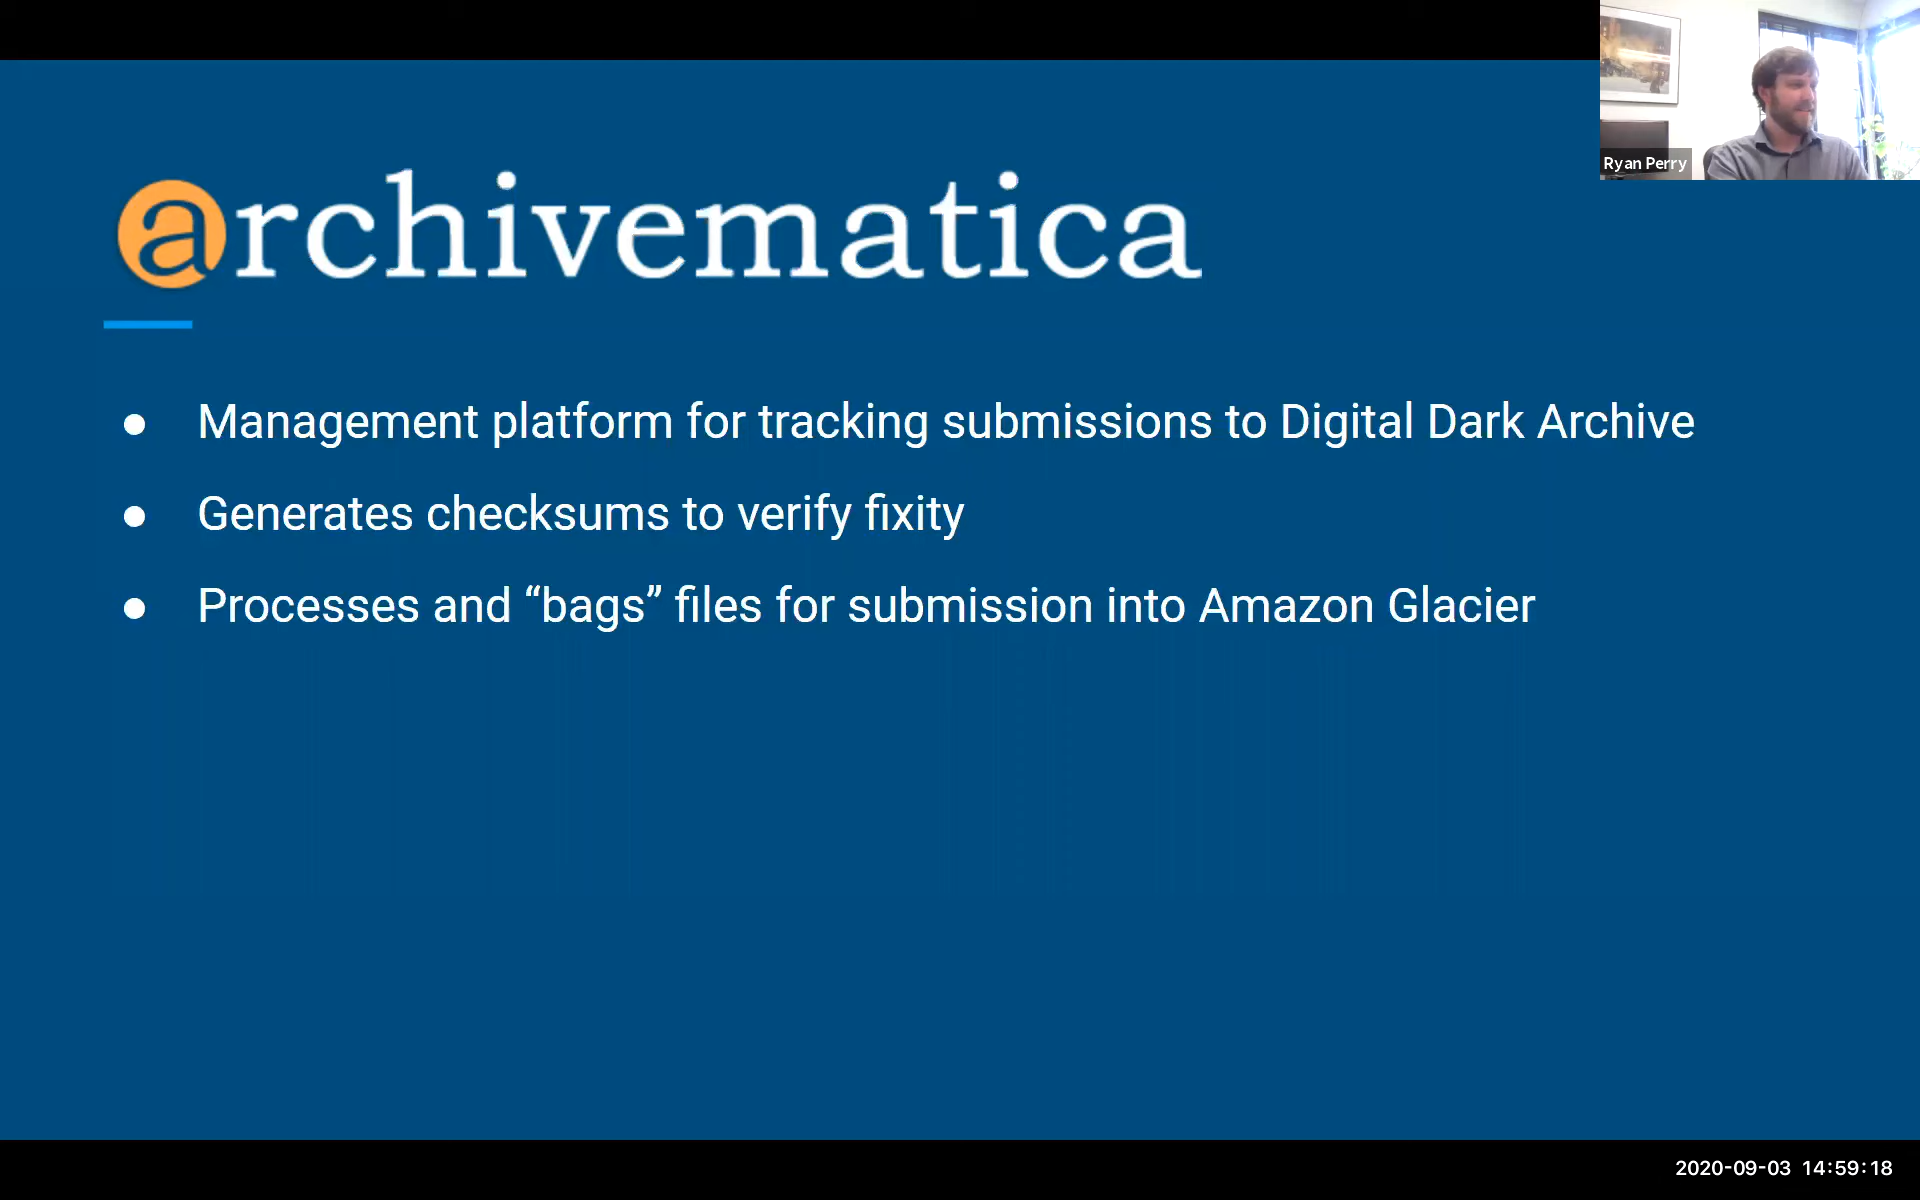 Ryan Perry
archivematica
● Management platform for tracking submissions to Digital Dark Archive
● Generates checksums to verify fixity
● Processes and “bags” files for submission into Amazon Glacier
2020-09-03 14:59:18